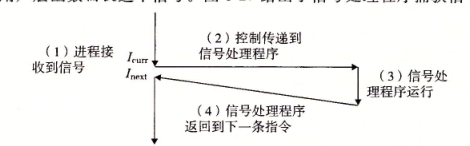 （2）控制传递到
信号处理程序
（1）进程接
收到信号
Icurr
Inext
（3）信号处
理程序运行
（4）信号处理程序
返回到下一条指令